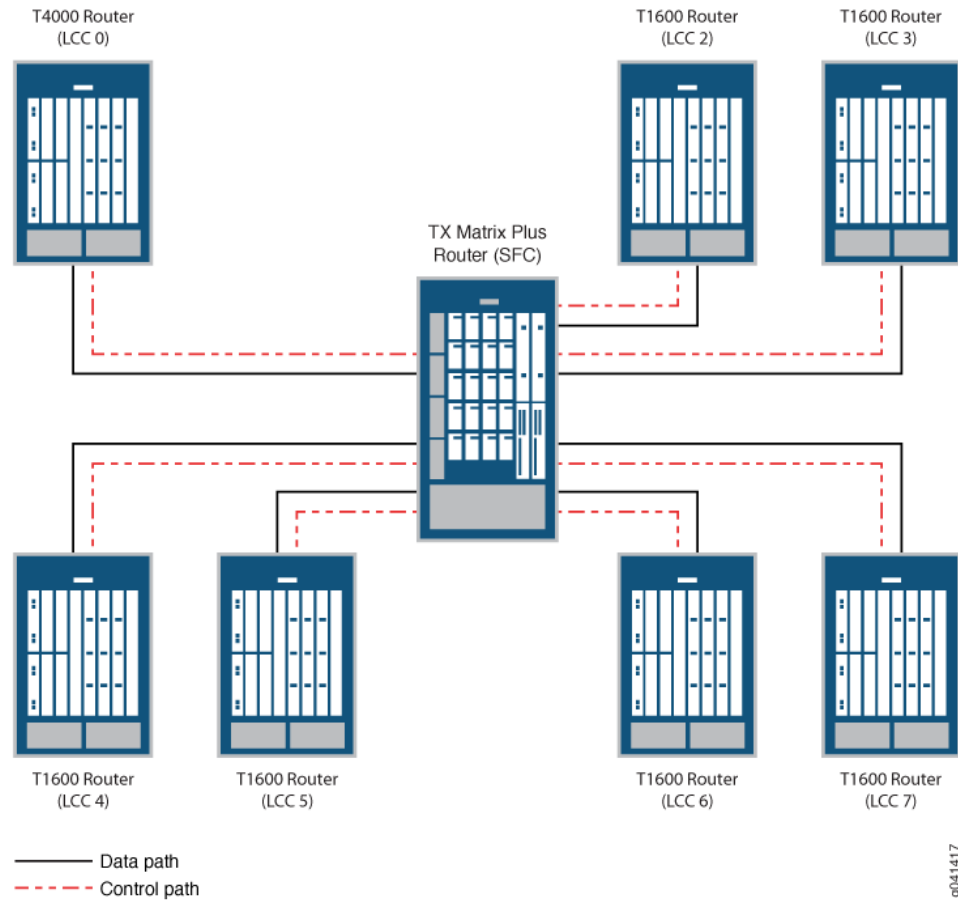 T4000 Router
(LCC 0)
T1600 Router
(LCC 2)
T1600 Router
(LCC 3)
TX Matrix Plus
Router (SFC)
T1600 Router
(LCC 4)
T1600 Router
(LCC 5)
T1600 Router
(LCC 6)
T1600 Router
(LCC 7)
Data path
Control path
g041417